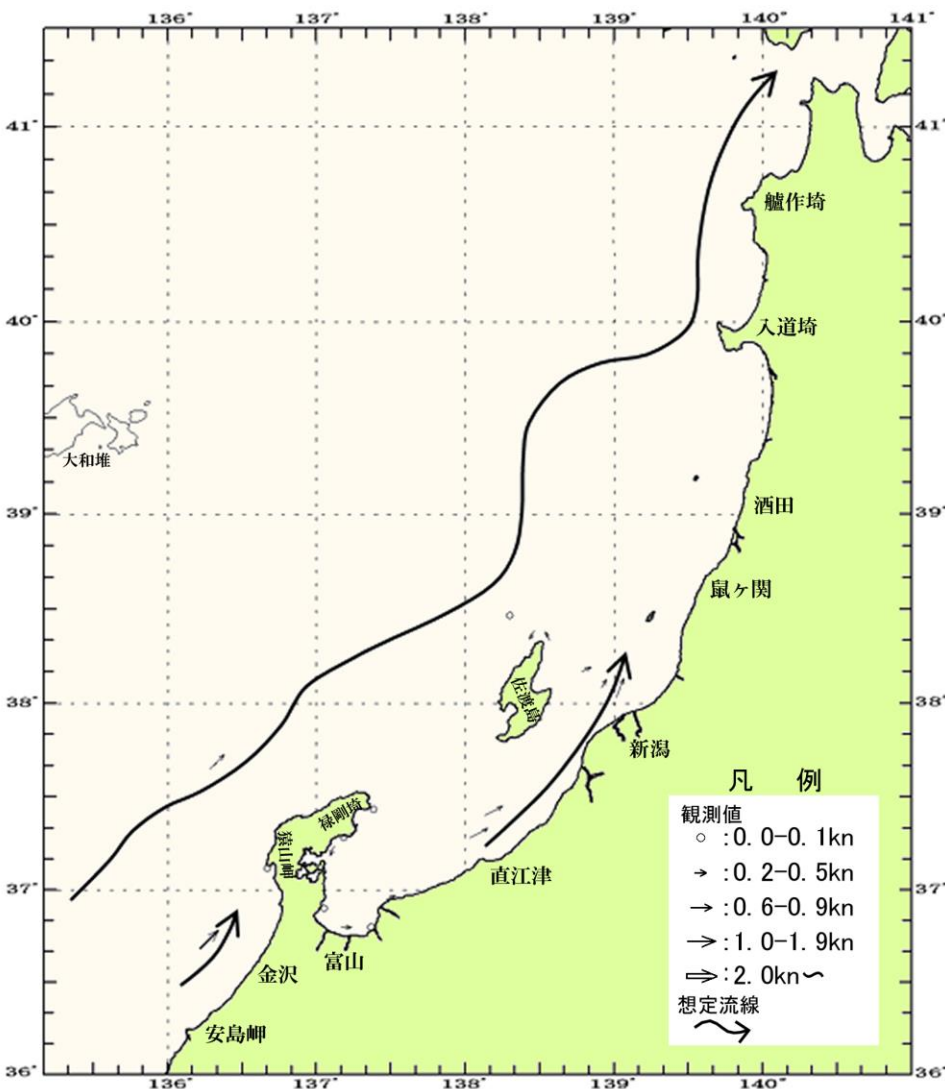 136° 137° 138° 139° 140° 141°
41° 41°
艫作埼
40° 40°
入道埼
大和堆
39° 39°
酒田
鼠ヶ関
佐渡島
38° 38°
新潟
禄剛埼
猿山岬
37° 37°
直江津
富山
金沢
安島岬
36° 36°
136° 137° 138° 139° 140°
凡 例
観測値
○ :0.0-0.1kn
→ :0.2-0.5kn
→ :0.6-0.9kn
→ :1.0-1.9kn
⇒ :2.0kn〜
想定流線